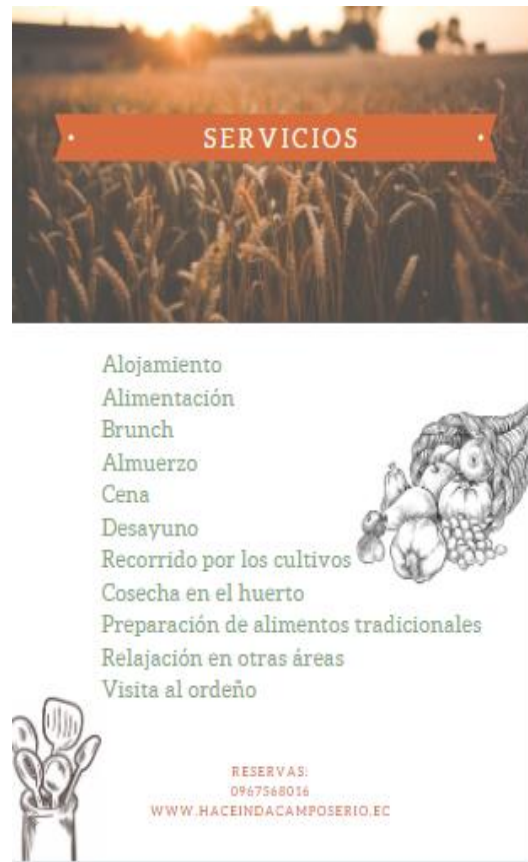 SERVICIOS
Alojamiento
Alimentación
Brunch
Almuerzo
Cena
Desayuno
Recorrido por los cultivos
Cosecha en el huerto
Preparación de alimentos tradicionales
Relajación en otras áreas
Visita al ordeño
RESERVAS:
0967568016
WWW.HACEINDACAMPOSERIO.EC